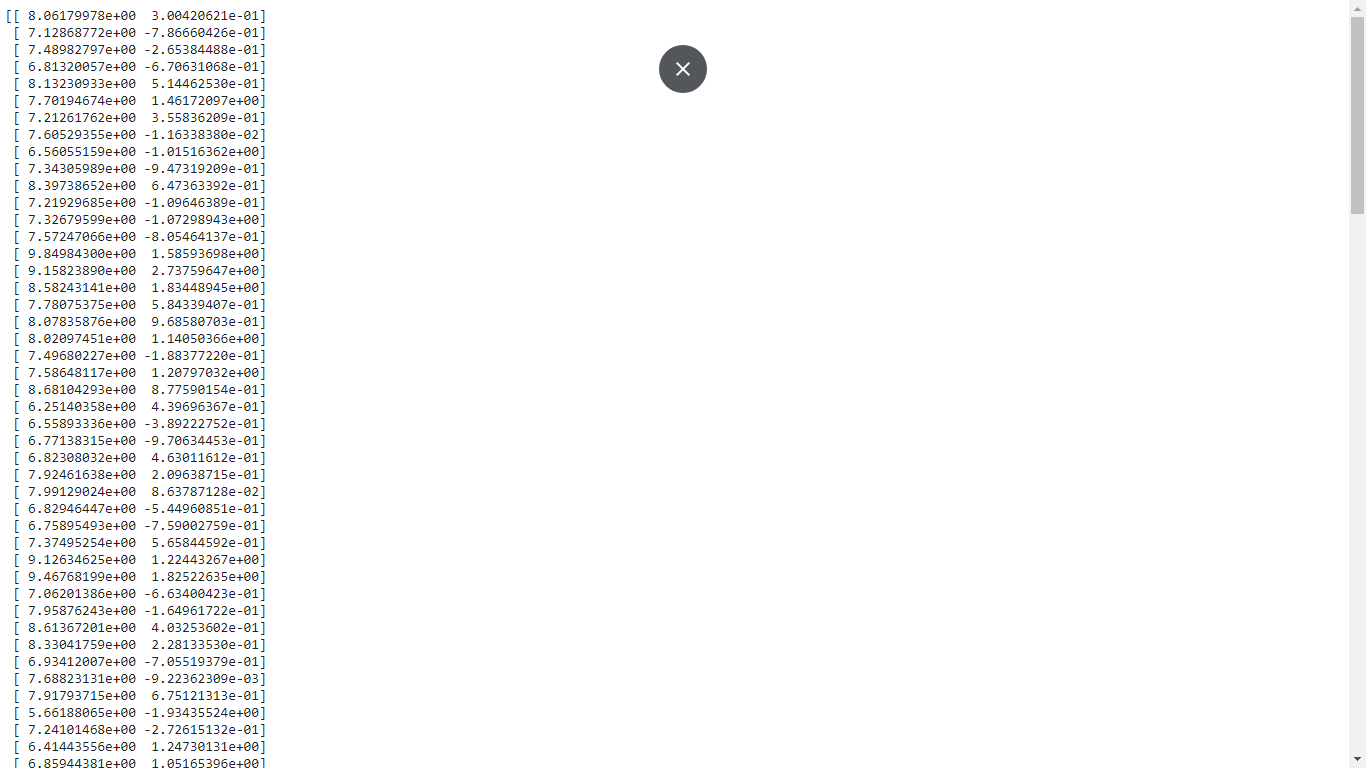 [[ 8.06179978e+00  3.00420621e-01]
[ 7.12868772e+00 -7.86660426e-01]
[ 7.48982797e+00 -2.65384488e-01]
[ 6.81320057e+00 -6.70631068e-01]
[ 8.13230933e+00  5.14462530e-01]
[ 7.70194674e+00  1.46172097e+00]
[ 7.21261762e+00  3.55836209e-01]
[ 7.60529355e+00 -1.16338380e-02]
[ 6.56055159e+00 -1.01516362e+00]
[ 7.34305989e+00 -9.47319209e-01]
[ 8.39738652e+00  6.47363392e-01]
[ 7.21929685e+00 -1.09646389e-01]
[ 7.32679599e+00 -1.07298943e+00]
[ 7.57247066e+00 -8.05464137e-01]
[ 9.84984300e+00  1.58593698e+00]
[ 9.15823890e+00  2.73759647e+00]
[ 8.58243141e+00  1.83448945e+00]
[ 7.78075375e+00  5.84339407e-01]
[ 8.07835876e+00  9.68580703e-01]
[ 8.02097451e+00  1.14050366e+00]
[ 7.49680227e+00 -1.88377220e-01]
[ 7.58648117e+00  1.20797032e+00]
[ 8.68104293e+00  8.77590154e-01]
[ 6.25140358e+00  4.39696367e-01]
[ 6.55893336e+00 -3.89222752e-01]
[ 6.77138315e+00 -9.70634453e-01]
[ 6.82308032e+00  4.63011612e-01]
[ 7.92461638e+00  2.09638715e-01]
[ 7.99129024e+00  8.63787128e-02]
[ 6.82946447e+00 -5.44960851e-01]
[ 6.75895493e+00 -7.59002759e-01]
[ 7.37495254e+00  5.65844592e-01]
[ 9.12634625e+00  1.22443267e+00]
[ 9.46768199e+00  1.82522635e+00]
[ 7.06201386e+00 -6.63400423e-01]
[ 7.95876243e+00 -1.64961722e-01]
[ 8.61367201e+00  4.03253602e-01]
[ 8.33041759e+00  2.28133530e-01]
[ 6.93412007e+00 -7.05519379e-01]
[ 7.68823131e+00 -9.22362309e-03]
[ 7.91793715e+00  6.75121313e-01]
[ 5.66188065e+00 -1.93435524e+00]
[ 7.24101468e+00 -2.72615132e-01]
[ 6.41443556e+00  1.24730131e+00]
[ 6.85944381e+00  1.05165396e+00]